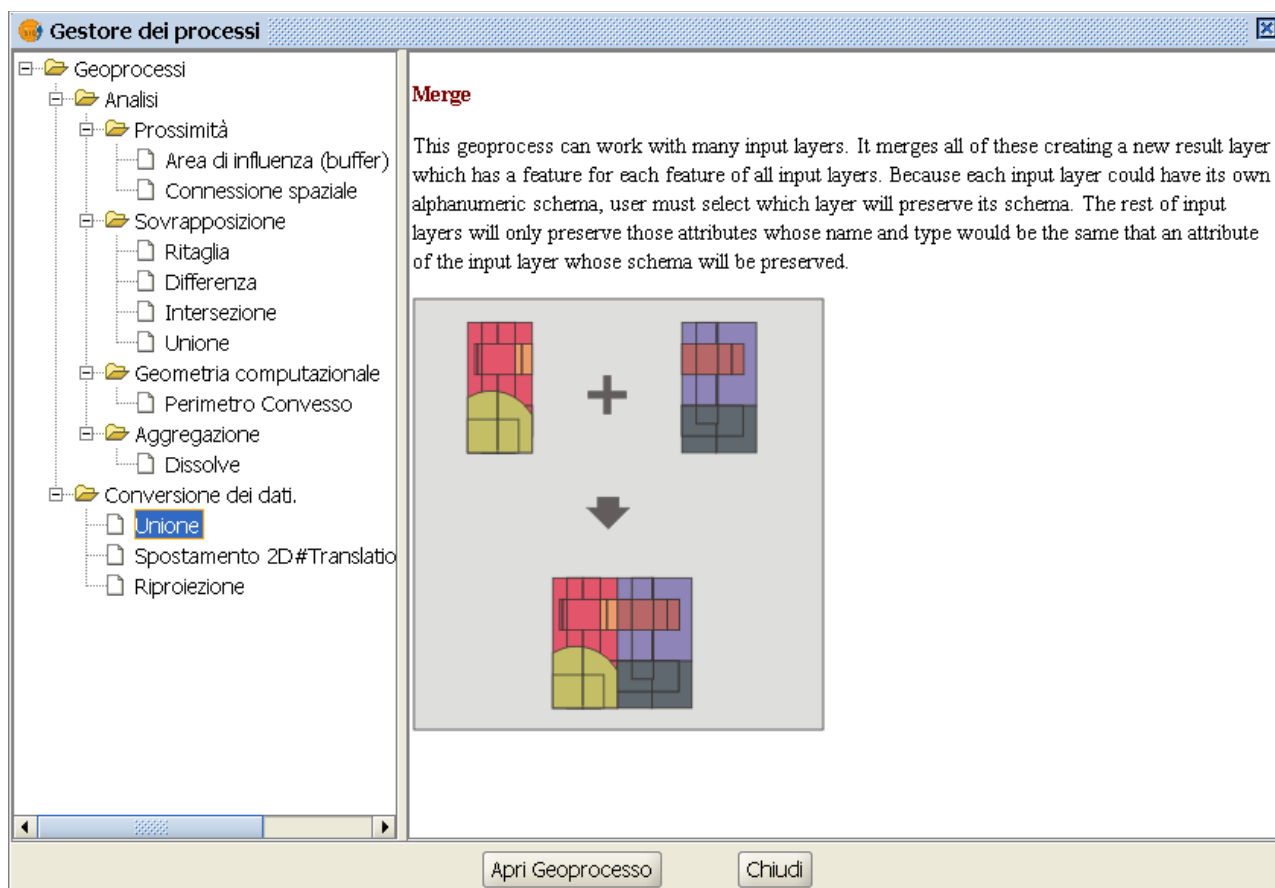 Gestore dei processi
Geoprocessi
Analisi
Prossimità
Area di influenza (buffer)
Connessione spaziale
Sovrapposizione
Ritaglia
Differenza
Intersezione
Unione
Geometria computazionale
Perimetro Convesso
Aggregazione
Dissolve
Conversione dei dati.
Unione
Spostamento 2D#Translatio
Riproiezione
Merge
This geoprocess can work with many input layers. It merges all of these creating a new result layer
which has a feature for each feature of all input layers. Because each input layer could have its own
alphanumeric schema, user must select which layer will preserve its schema. The rest of input
layers will only preserve those attributes whose name and type would be the same that an attribute
of the input layer whose schema will be preserved.
Apri Geoprocesso
Chiudi